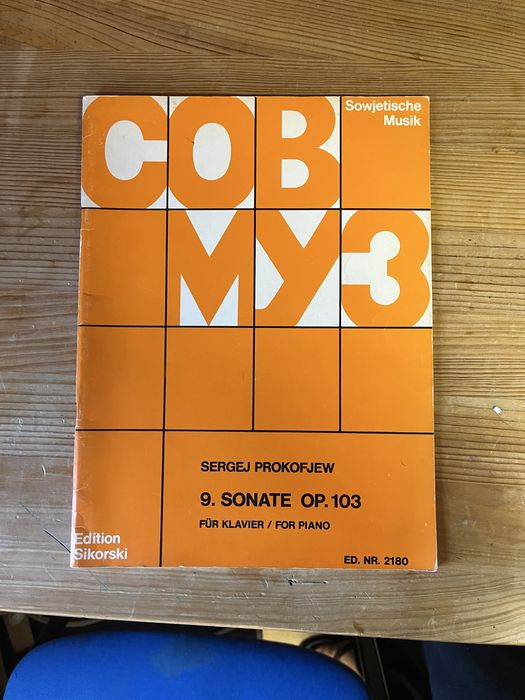 СОВ
Sowjetische
Musik
МУЗ
SERGEJ PROKOFJEW
9. SONATE OP. 103
FÜR KLAVIER / FOR PIANO
Edition
Sikorski
ED. NR. 2180